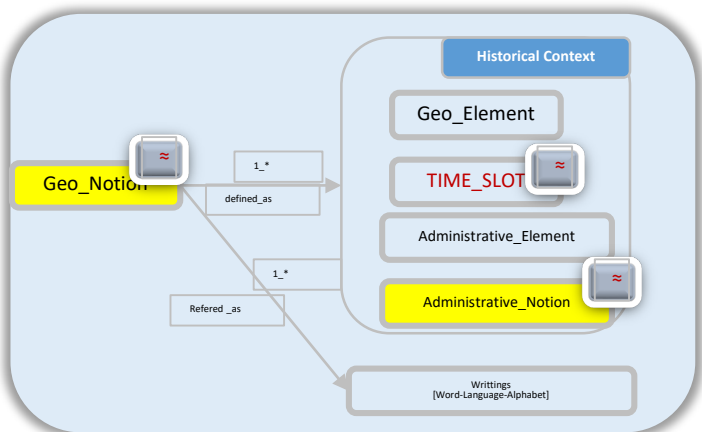 Historical Context
Geo_Element
≈
Geo_Notion
1_*
defined_as
TIME_SLOT
≈
Administrative_Element
1_*
≈
Administrative_Notion
Refered _as
Writtings
[Word-Language-Alphabet]